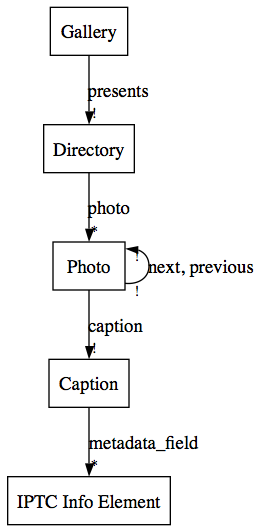 Gallery
presents
!
Directory
photo
*
Photo
!
next, previous
!
caption
!
Caption
metadata_field
*
IPTC Info Element